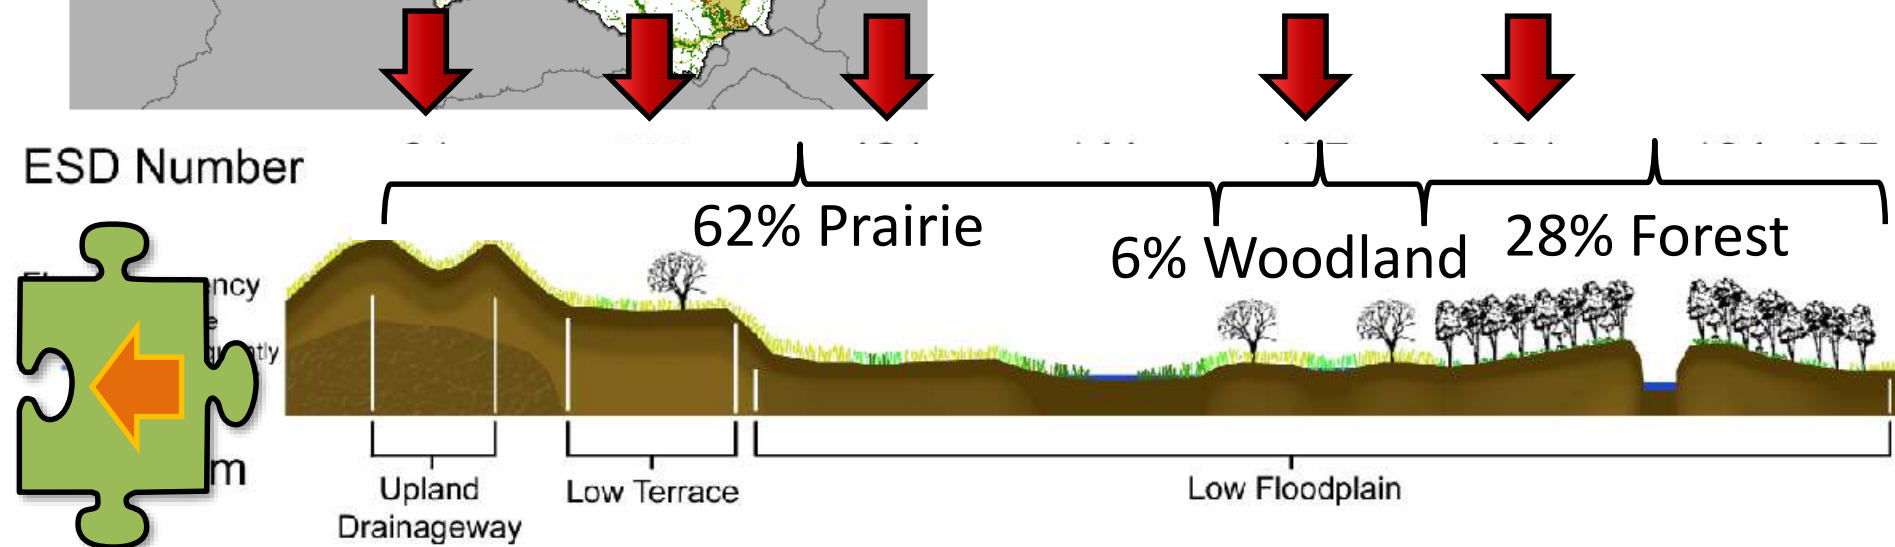 ESD Number
62% Prairie
6% Woodland
28% Forest
Upland
Drainageway
Low Terrace
Low Floodplain